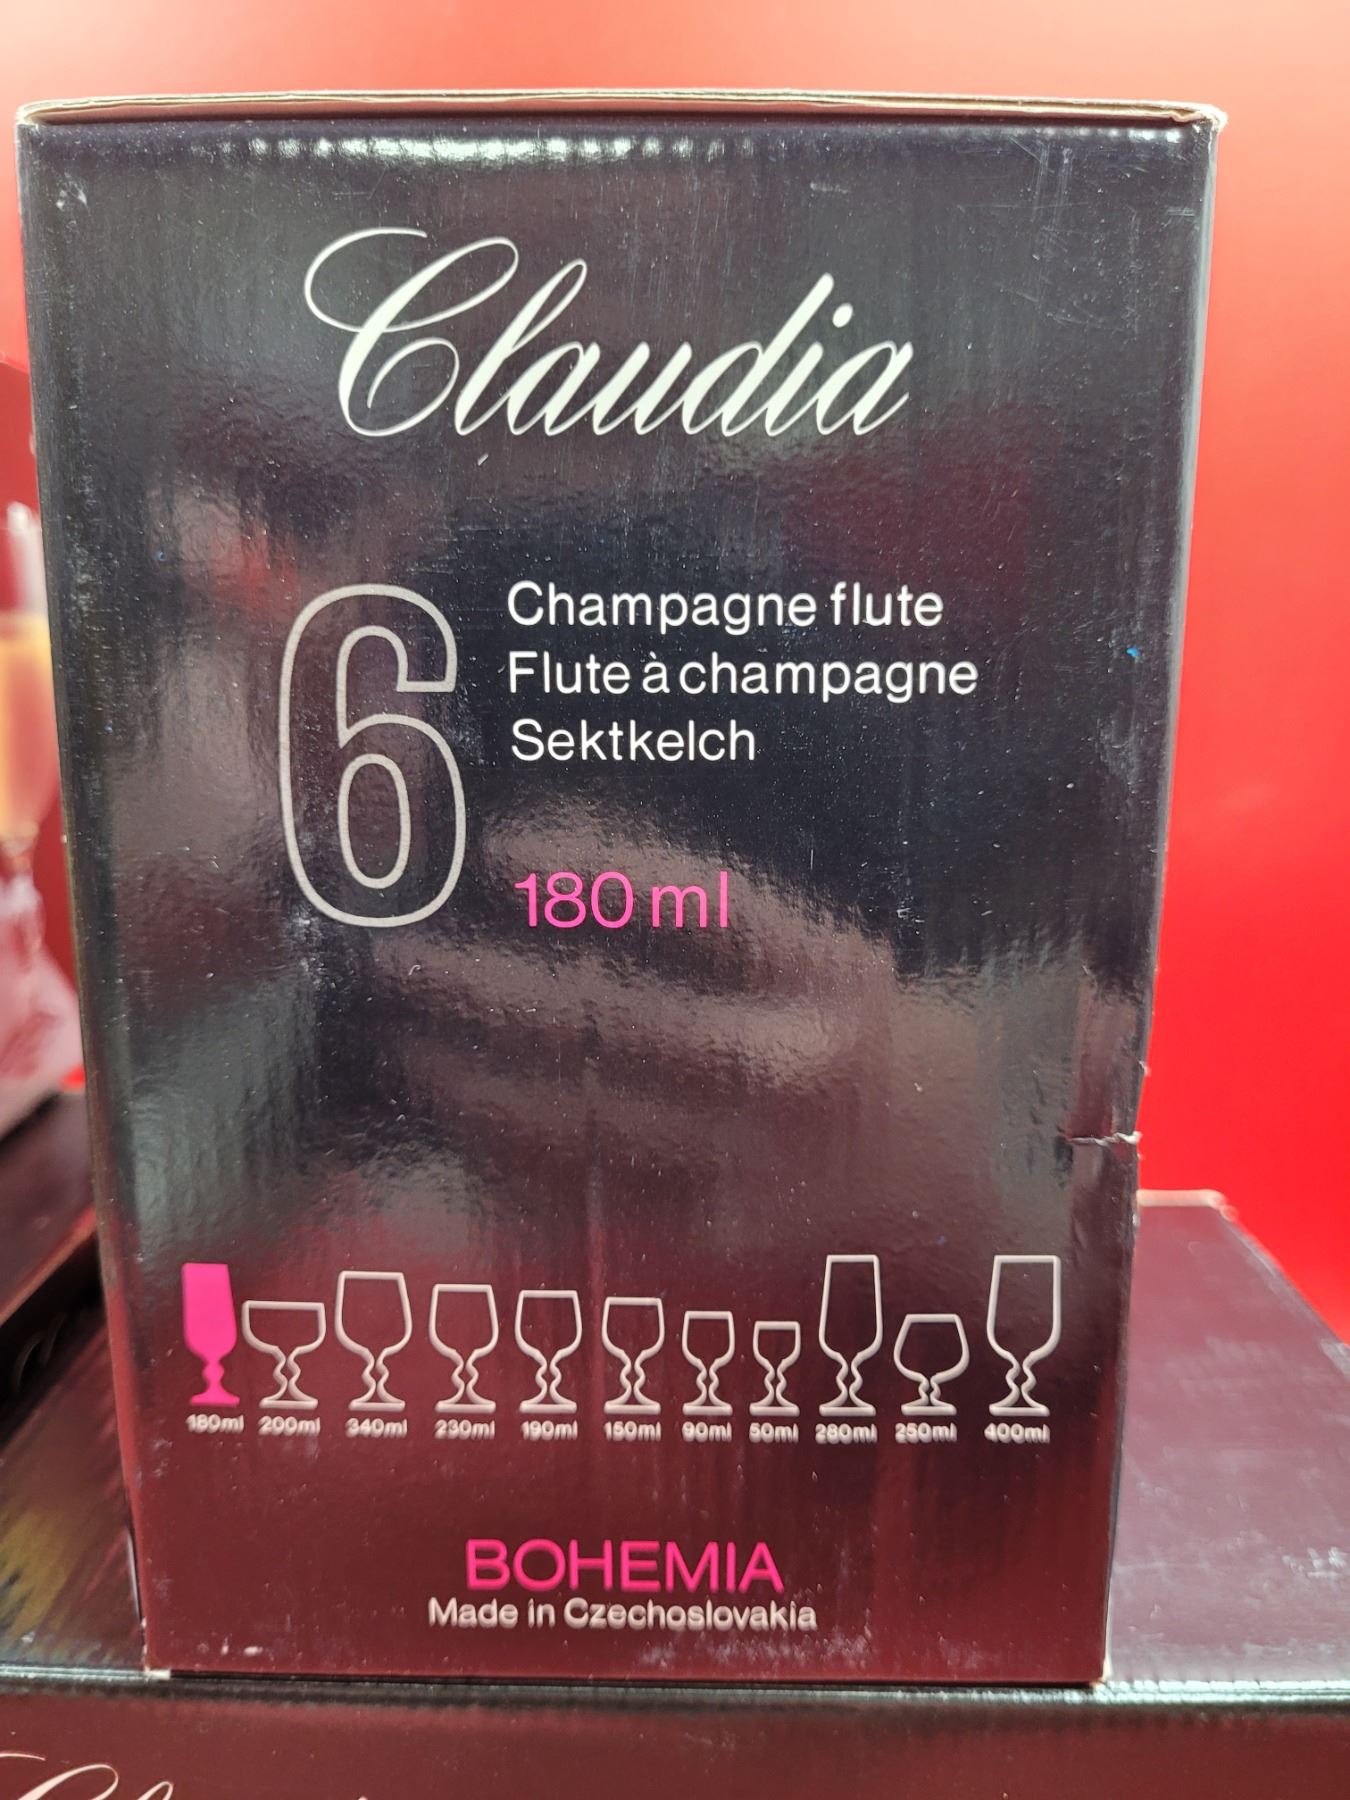 Claudia
6
Champagne flute
Flute à champagne
Sektkelch
180 ml
180ml 200ml 340ml 230ml 190ml 150ml 90ml 50ml 280ml 250ml 400ml
BOHEMIA
Made in Czechoslovakia